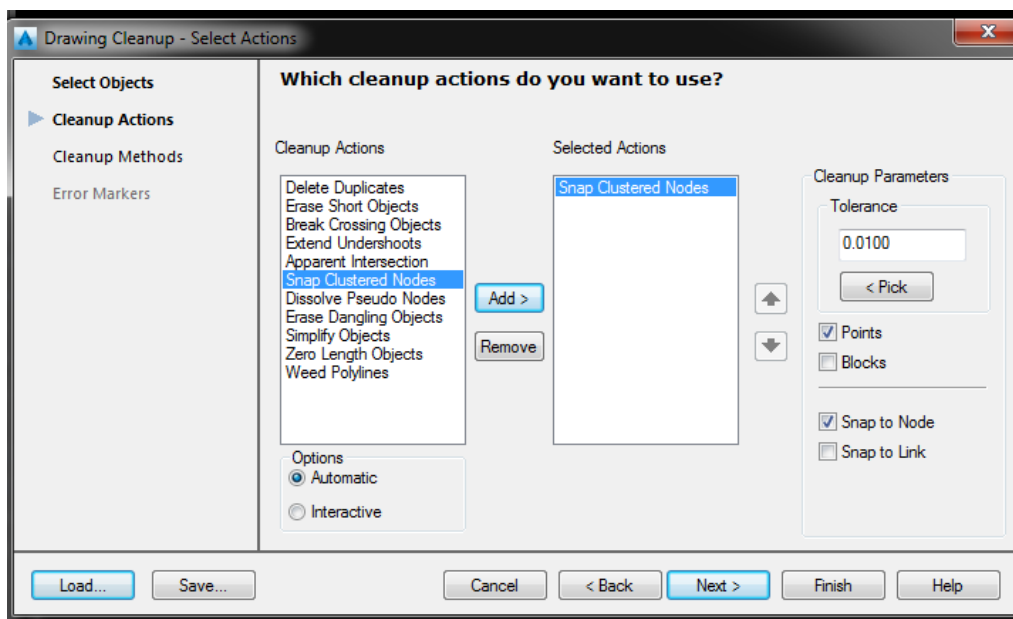 Drawing Cleanup - Select Actions
Select Objects
Cleanup Actions
Cleanup Methods
Error Markers
Which cleanup actions do you want to use?
Cleanup Actions
Delete Duplicates
Erase Short Objects
Break Crossing Objects
Extend Undershoots
Apparent Intersection
Snap Clustered Nodes
Dissolve Pseudo Nodes
Erase Dangling Objects
Simplify Objects
Zero Length Objects
Weed Polylines
Options
Automatic
Interactive
Add >
Remove
Selected Actions
Snap Clustered Nodes
Cleanup Parameters
Tolerance
0.0100
< Pick
Points
Blocks
Snap to Node
Snap to Link
Load...
Save...
Cancel
< Back
Next >
Finish
Help